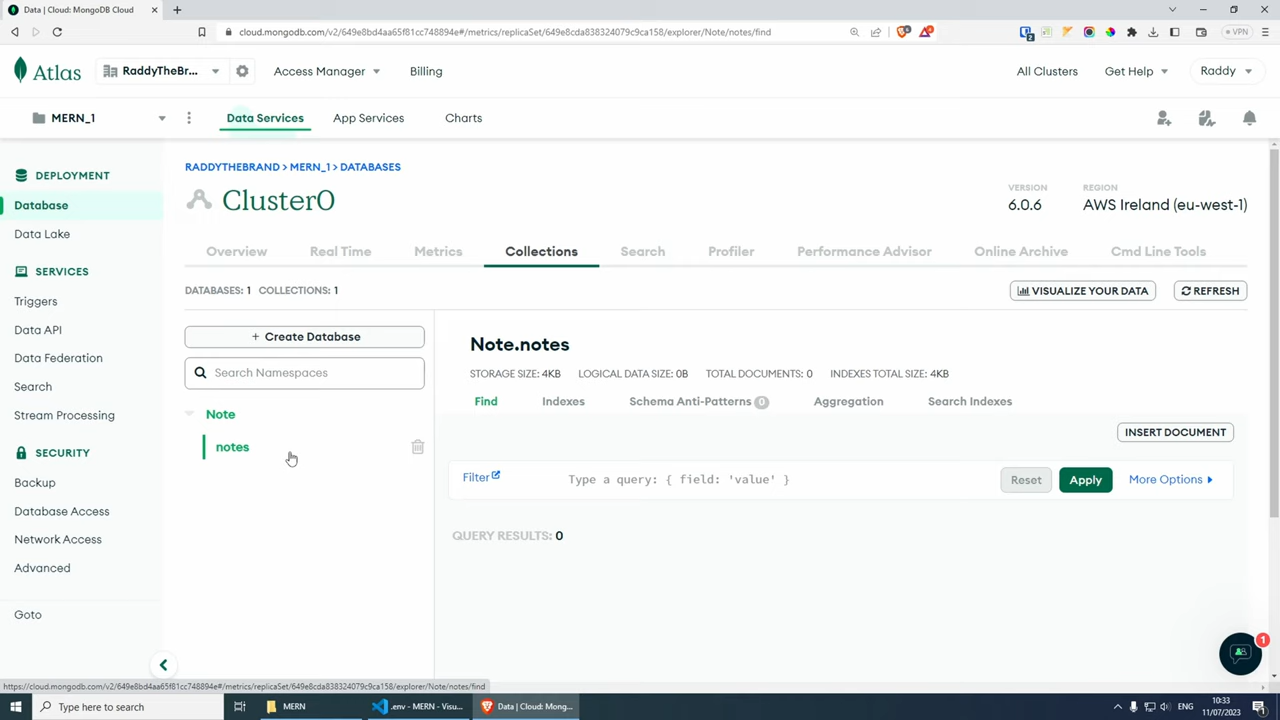 Data | Cloud: MongoDB Cloud
cloud.mongodb.com/v2/649e8bd4aa65f81cc748894e#/metrics/replicaSet/649e8cda838324079c9ca158/explorer/Note/notes/find
2
VPN
Atlas
RaddyTheBr...
Access Manager
Billing
All Clusters
Get Help
Raddy
MERN_1
Data Services
App Services
Charts
RADDYTHEBRAND > MERN_1 > DATABASES
DEPLOYMENT
Database
Data Lake
SERVICES
Triggers
Data API
Data Federation
Search
Stream Processing
SECURITY
Backup
Database Access
Network Access
Advanced
Goto
Cluster0
VERSION
6.0.6
REGION
AWS Ireland (eu-west-1)
Overview
Real Time
Metrics
Collections
Search
Profiler
Performance Advisor
Online Archive
Cmd Line Tools
DATABASES: 1 COLLECTIONS: 1
VISUALIZE YOUR DATA
REFRESH
+ Create Database
Search Namespaces
Note
notes
Note.notes
STORAGE SIZE: 4KB LOGICAL DATA SIZE: 0B TOTAL DOCUMENTS: 0 INDEXES TOTAL SIZE: 4KB
Find
Indexes
Schema Anti-Patterns 0
Aggregation
Search Indexes
INSERT DOCUMENT
Filter
Type a query: { field: 'value' }
Reset
Apply
More Options
QUERY RESULTS: 0
1
https://cloud.mongodb.com/v2/649e8bd4aa65f81cc748894e#/metrics/replicaSet/649e8cda838324079c9ca158/explorer/Note/notes/find
Type here to search
MERN
.env - MERN - Visu...
Data | Cloud: Mong...
10:33
11/07/2023
1